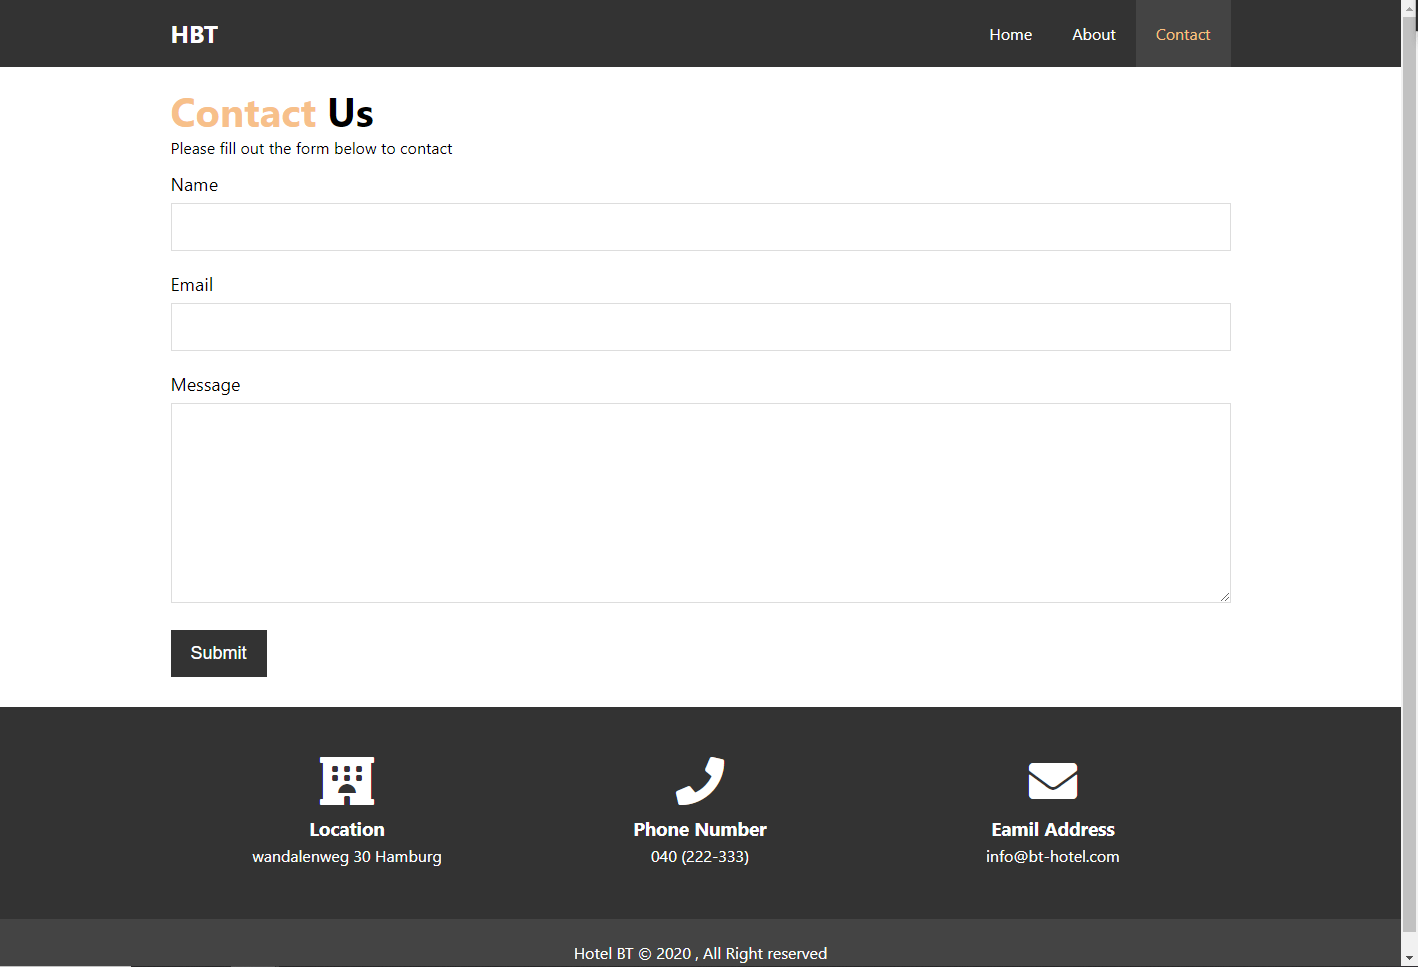 HBT
Home
About
Contact
Contact Us
Please fill out the form below to contact
Name
Email
Message
Submit
Location
wandalenweg 30 Hamburg
Phone Number
040 (222-333)
Eamil Address
info@bt-hotel.com
Hotel BT © 2020 , All Right reserved